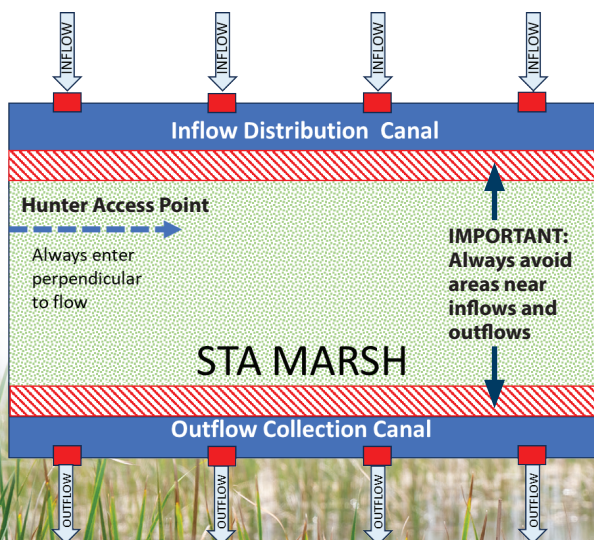 INFLOW INFLOW INFLOW INFLOW
Inflow Distribution Canal
Hunter Access Point
Always enter
perpendicular
to flow
IMPORTANT:
Always avoid
areas near
inflows and
outflows
STA MARSH
Outflow Collection Canal
OUTFLOW OUTFLOW OUTFLOW OUTFLOW